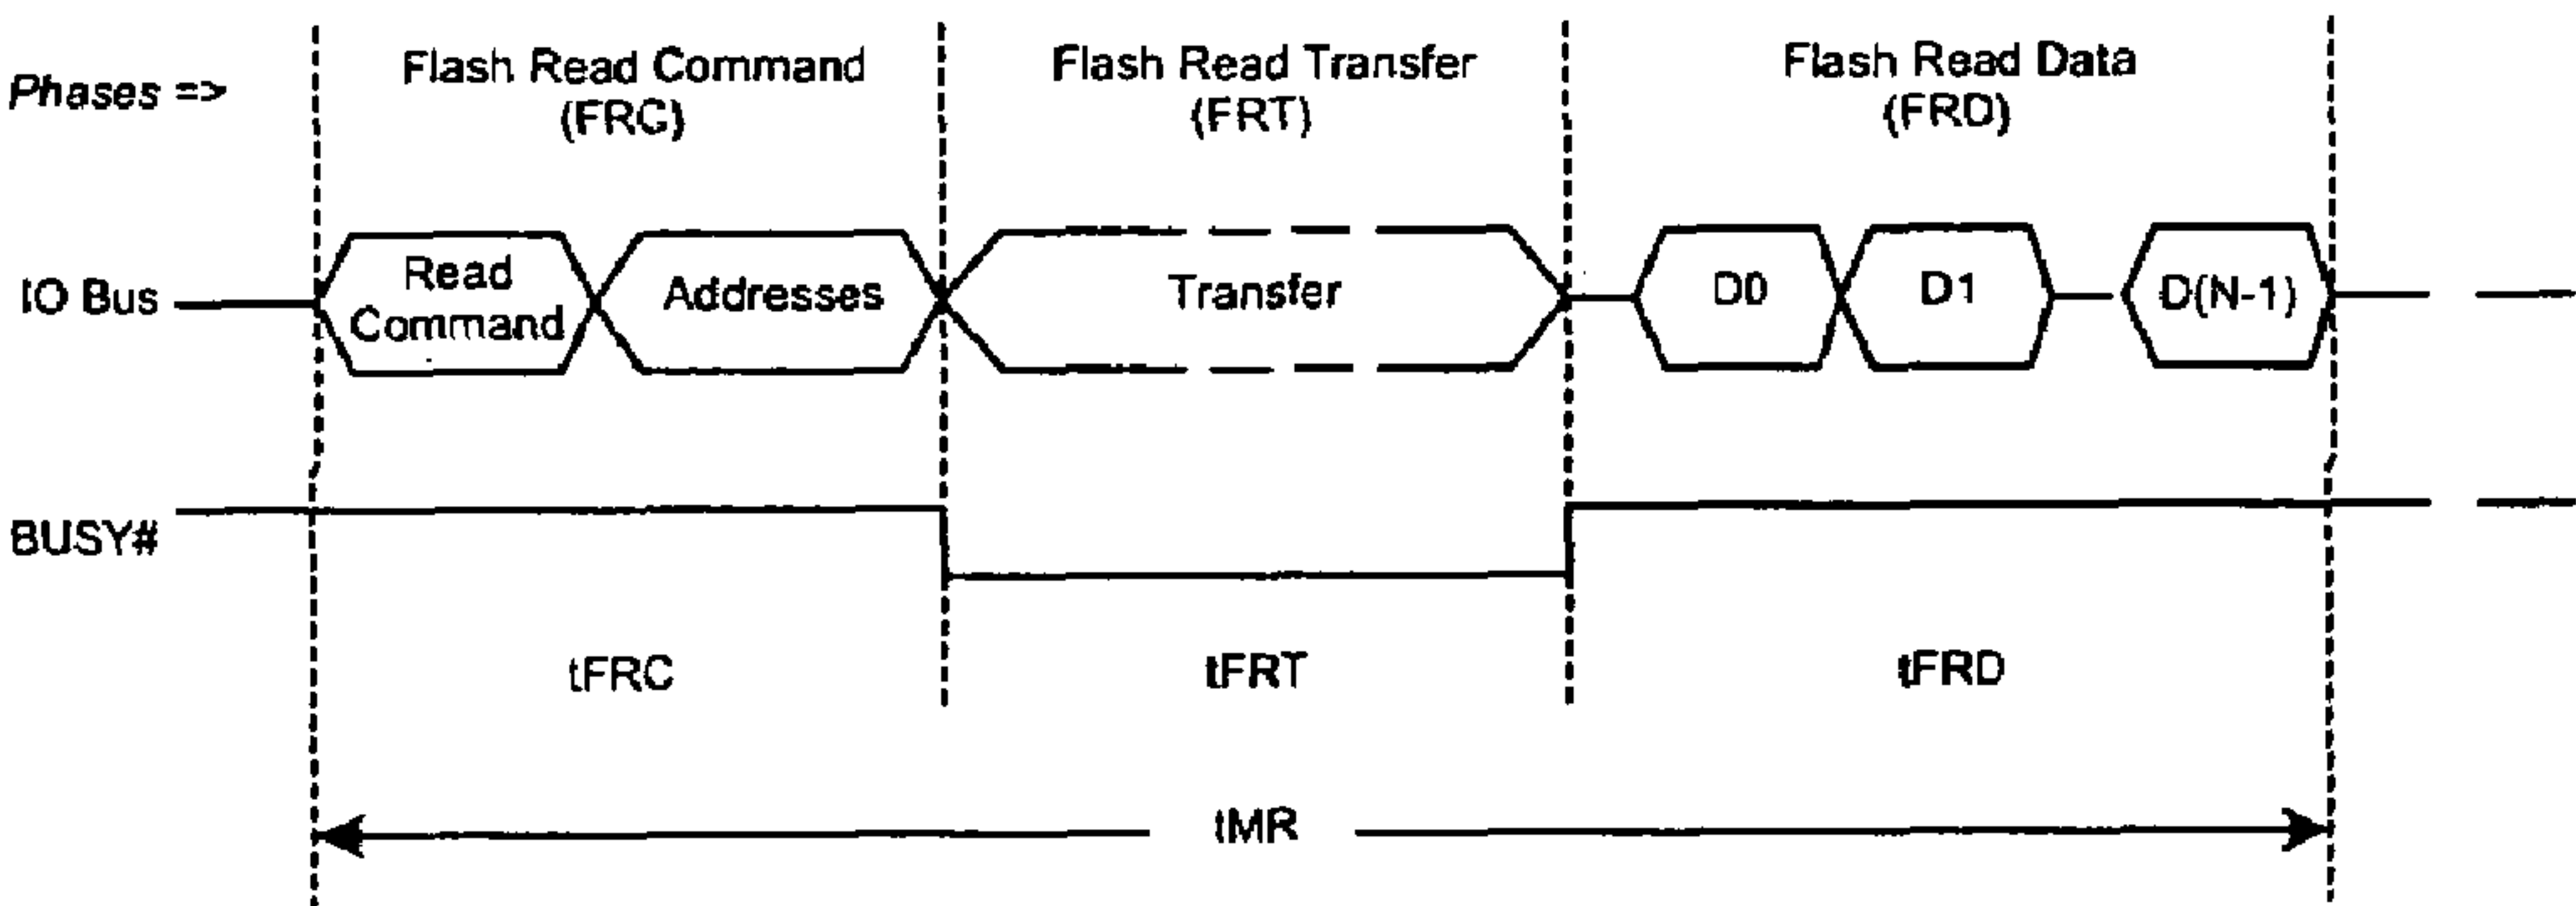 Phases =>
Flash Read Command
(FRC)
Flash Read Transfer
(FRT)
Flash Read Data
(FRD)
IO Bus
Read
Command
Addresses
Transfer
D0
D1
D(N-1)
BUSY#
tFRC
tFRT
tFRD
tMR